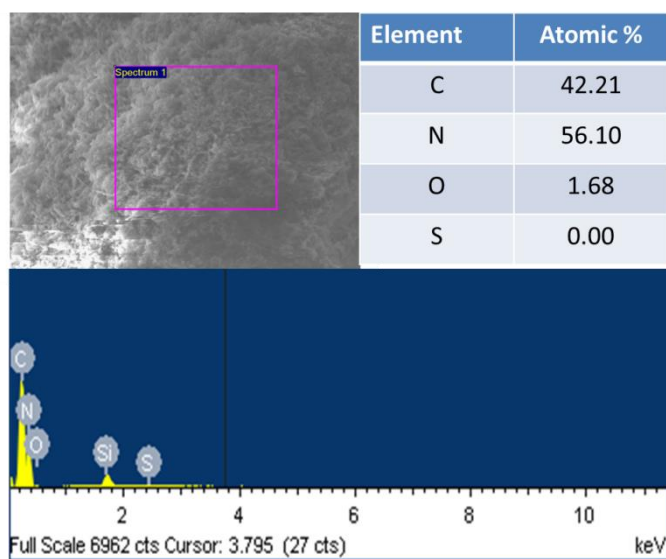 Spectrum 1
Element Atomic %
C 42.21
N 56.10
O 1.68
S 0.00
C
N
O
Si
S
2 4 6 8 10
Full Scale 6962 cts Cursor: 3.795 (27 cts) keV